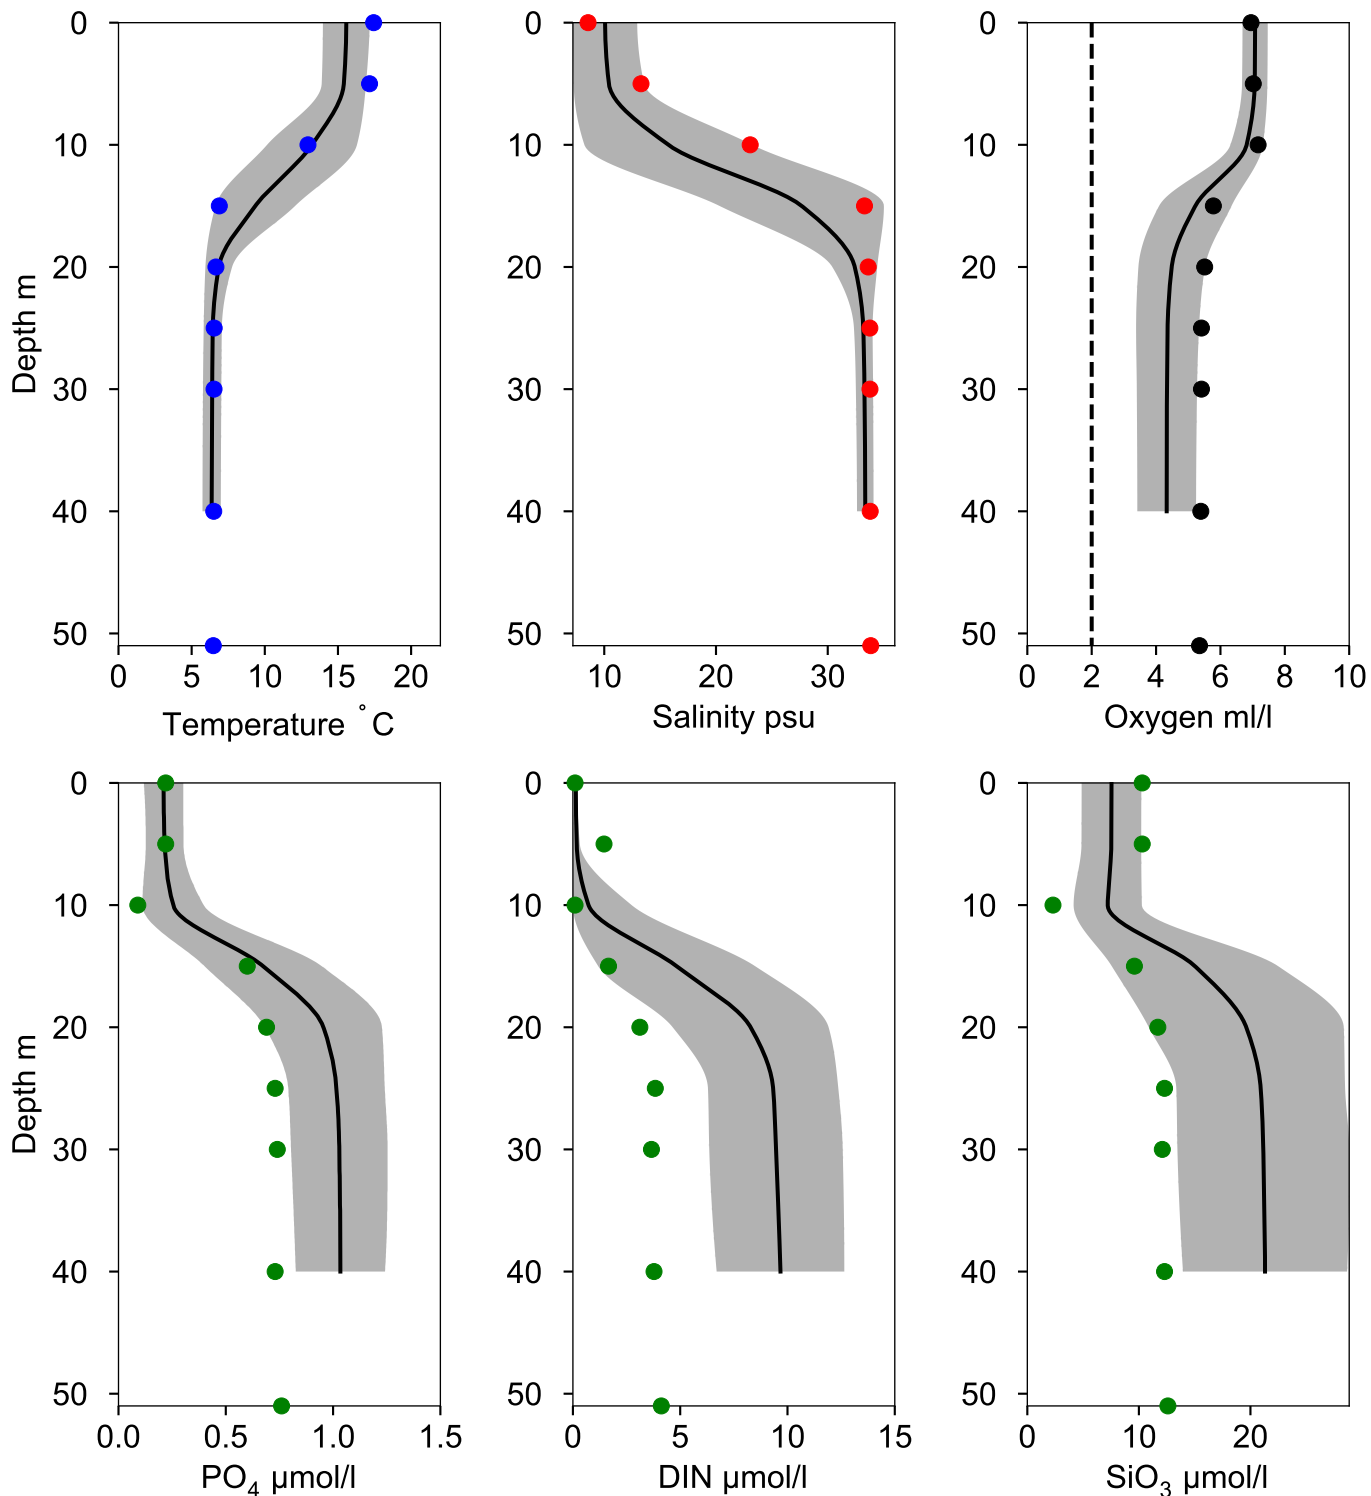 0
10
20
30
40
50
Depth m
0 5 10 15 20
Temperature °C
0
10
20
30
40
50
10 20 30
Salinity psu
0
10
20
30
40
50
0 2 4 6 8 10
Oxygen ml/l
0
10
20
30
40
50
Depth m
0.0 0.5 1.0 1.5
PO₄ µmol/l
0
10
20
30
40
50
0 5 10 15
DIN µmol/l
0
10
20
30
40
50
0 10 20
SiO₃ µmol/l